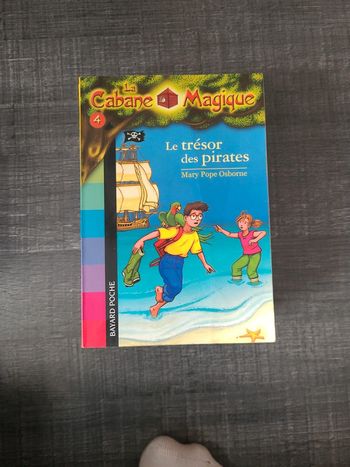 La
Cabane Magique
4
Le trésor
des pirates
Mary Pope Osborne
BAYARD POCHE